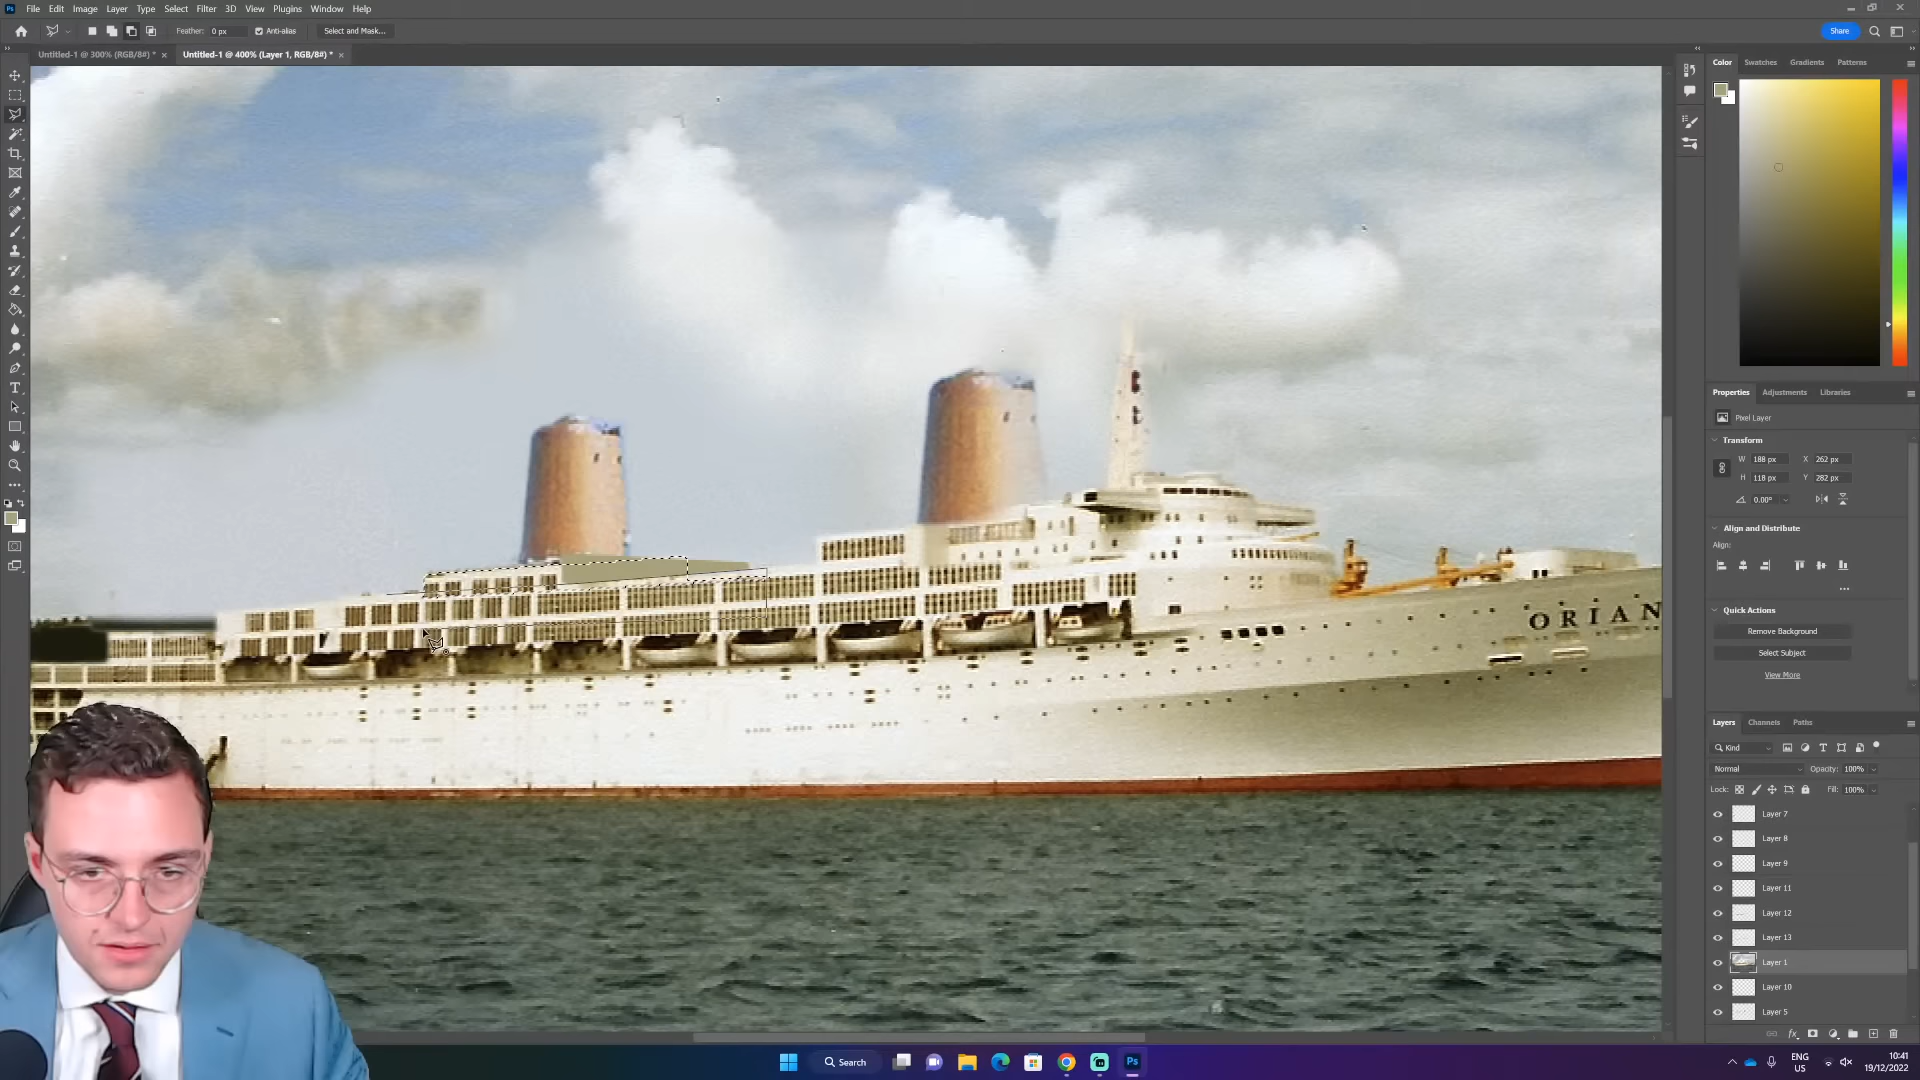 File Edit Image Layer Type Select Filter 3D View Plugins Window Help
Feather: 0 px Anti-alias Select and Mask... Share
Untitled-1 @ 300% (RGB/8#) * × Untitled-1 @ 400% (Layer 1, RGB/8#) * ×
Color Swatches Gradients Patterns
Properties Adjustments Libraries
Pixel Layer
Transform
W 188 px X 262 px
H 118 px Y 282 px
0.00°
Align and Distribute
Align:
Quick Actions
Remove Background
Select Subject
View More
ORIAN
Layers Channels Paths
Kind
Normal Opacity: 100%
Lock: Fill: 100%
Layer 7
Layer 8
Layer 9
Layer 11
Layer 12
Layer 13
Layer 1
Layer 10
Layer 5
Search
Ps
ENG
US
10:41
19/12/2022